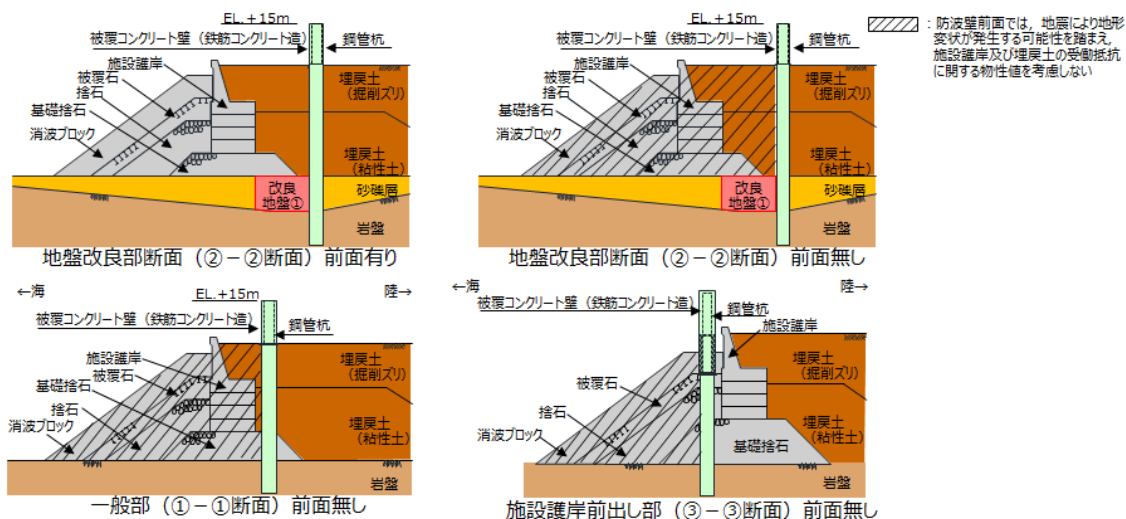 EL.+15m
被覆コンクリート壁（鉄筋コンクリート造）
鋼管杭
施設護岸
被覆石
捨石
基礎捨石
消波ブロック
埋戻土
（掘削ズリ）
埋戻土
（粘性土）
改良
地盤①
砂礫層
岩盤
地盤改良部断面（②－②断面）前面有り
EL.+15m
被覆コンクリート壁（鉄筋コンクリート造）
鋼管杭
施設護岸
被覆石
捨石
基礎捨石
消波ブロック
埋戻土
（掘削ズリ）
埋戻土
（粘性土）
改良
地盤①
砂礫層
岩盤
地盤改良部断面（②－②断面）前面無し
：防波壁前面では，地震により地形
変状が発生する可能性を踏まえ，
施設護岸及び埋戻土の受働抵抗
に関する物性値を考慮しない
←海
陸→
EL.+15m
被覆コンクリート壁（鉄筋コンクリート造）
鋼管杭
施設護岸
被覆石
基礎捨石
捨石
消波ブロック
埋戻土
（掘削ズリ）
埋戻土
（粘性土）
岩盤
一般部（①－①断面）前面無し
←海
陸→
EL.+15m
被覆コンクリート壁（鉄筋コンクリート造）
鋼管杭
施設護岸
被覆石
捨石
消波ブロック
埋戻土
（掘削ズリ）
埋戻土
（粘性土）
基礎捨石
岩盤
施設護岸前出し部（③－③断面）前面無し